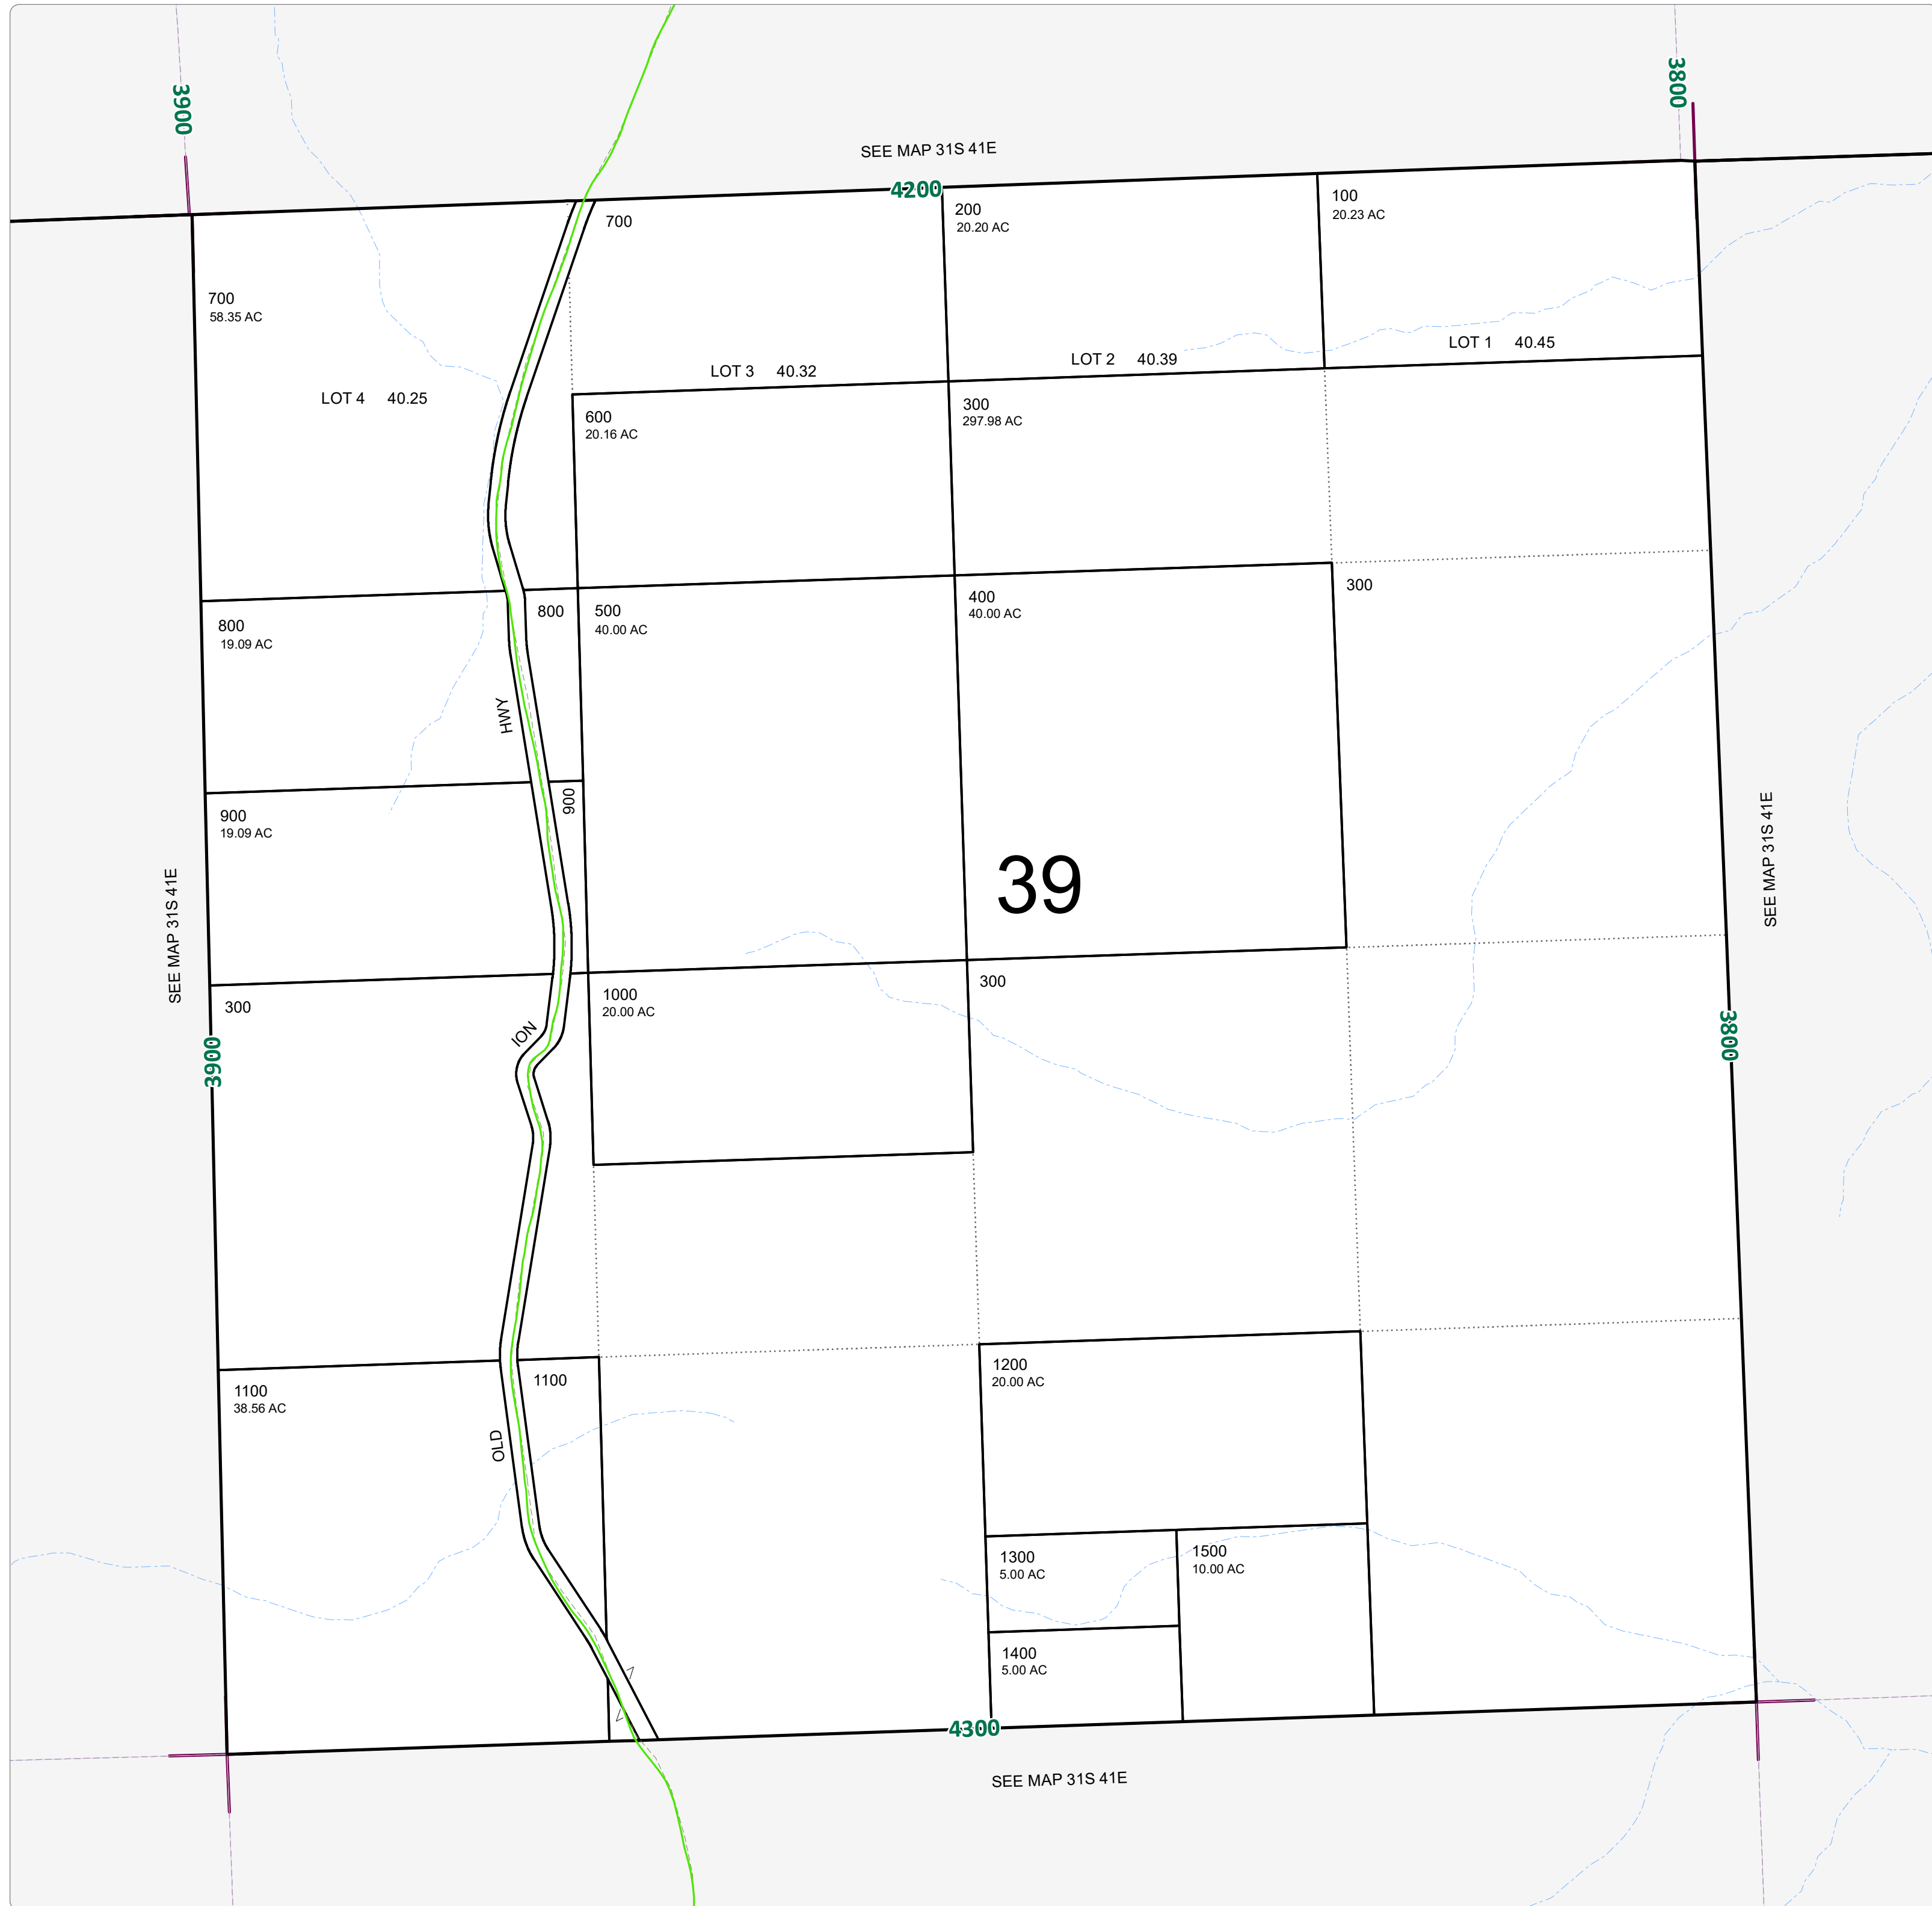 3900
3800
SEE MAP 31S 41E
4200
700
200
20.20 AC
100
20.23 AC
700
58.35 AC
LOT 4 40.25
LOT 3 40.32
LOT 2 40.39
LOT 1 40.45
600
20.16 AC
300
297.98 AC
800
19.09 AC
800
500
40.00 AC
400
40.00 AC
300
HWY
900
19.09 AC
900
39
SEE MAP 31S 41E
SEE MAP 31S 41E
300
1000
20.00 AC
300
ION
3900
3800
1100
38.56 AC
1100
1200
20.00 AC
OLD
1300
5.00 AC
1500
10.00 AC
1400
5.00 AC
4300
SEE MAP 31S 41E